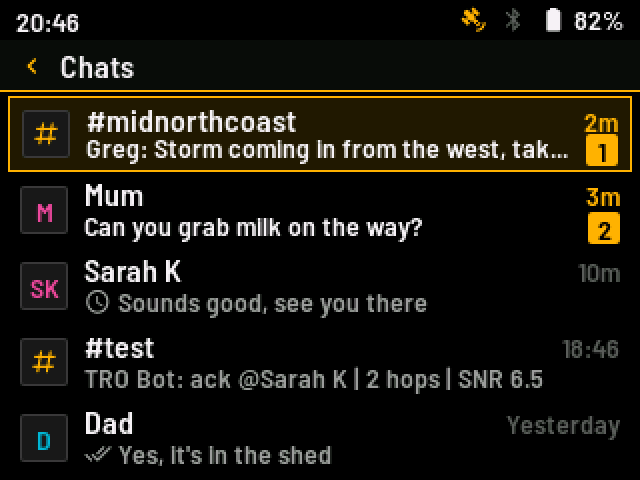 20:46 82%
Chats
# #midnorthcoast 2m
Greg: Storm coming in from the west, tak... 1
M Mum 3m
Can you grab milk on the way? 2
SK Sarah K 10m
Sounds good, see you there
# #test 18:46
TRO Bot: ack @Sarah K | 2 hops | SNR 6.5
D Dad Yesterday
Yes, it's in the shed